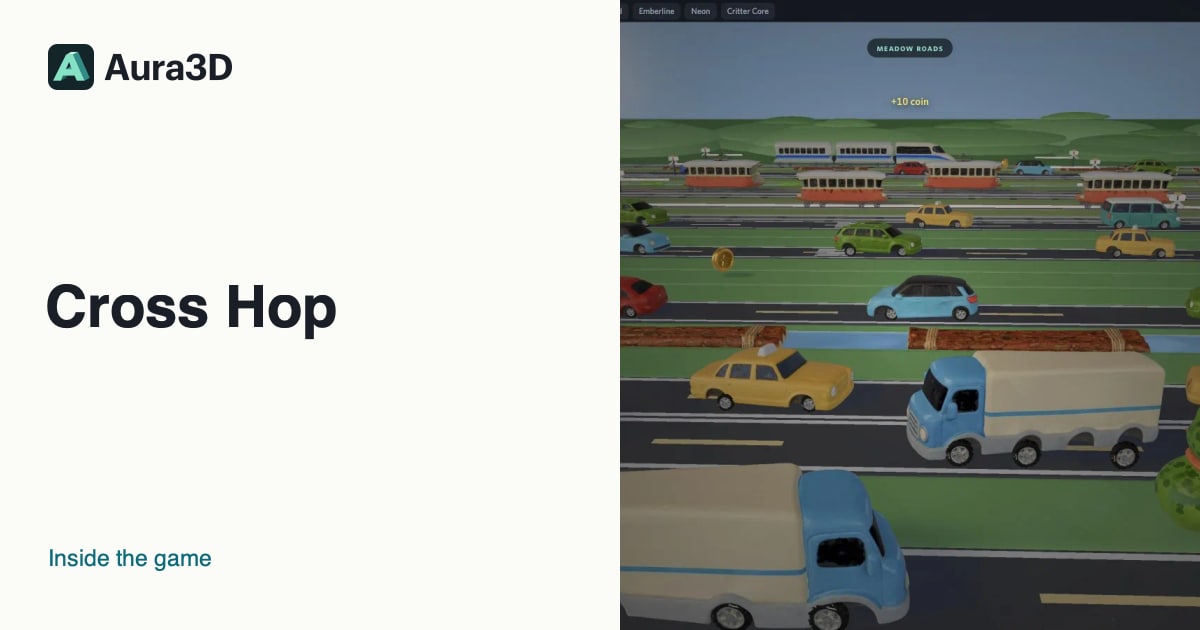 Aura3D
Cross Hop
Inside the game
Emberline
Neon
Critter Core
MEADOW ROADS
+10 coin